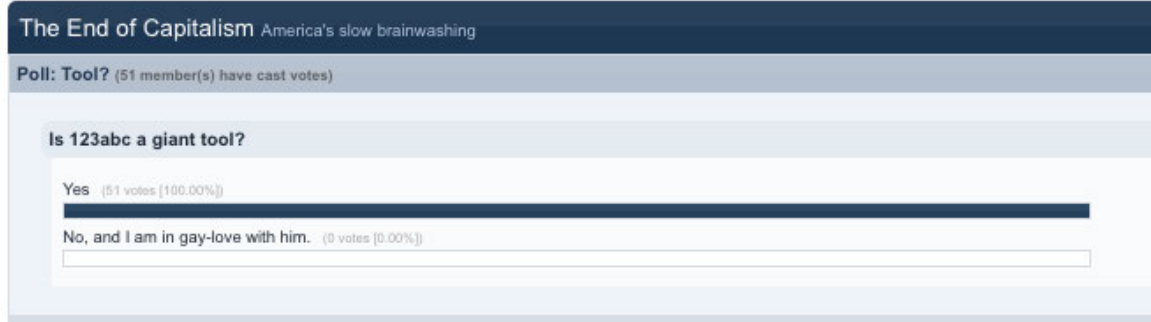 The End of Capitalism America's slow brainwashing
Poll: Tool? (51 member(s) have cast votes)
Is 123abc a giant tool?
Yes (51 votes [100.00%])
No, and I am in gay-love with him. (0 votes [0.00%])